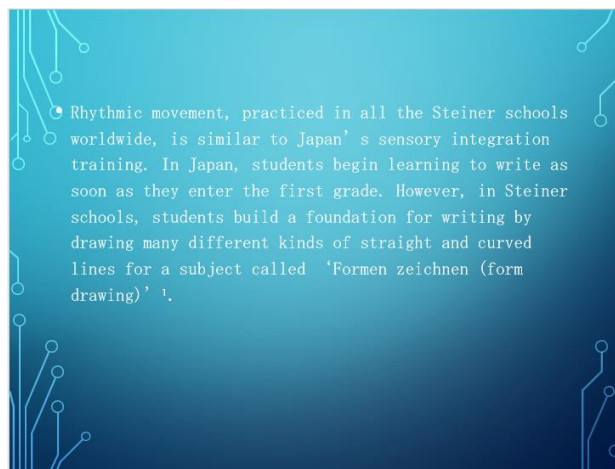 • Rhythmic movement, practiced in all the Steiner schools
worldwide, is similar to Japan’s sensory integration
training. In Japan, students begin learning to write as
soon as they enter the first grade. However, in Steiner
schools, students build a foundation for writing by
drawing many different kinds of straight and curved
lines for a subject called ‘Formen zeichnen (form
drawing)’¹.